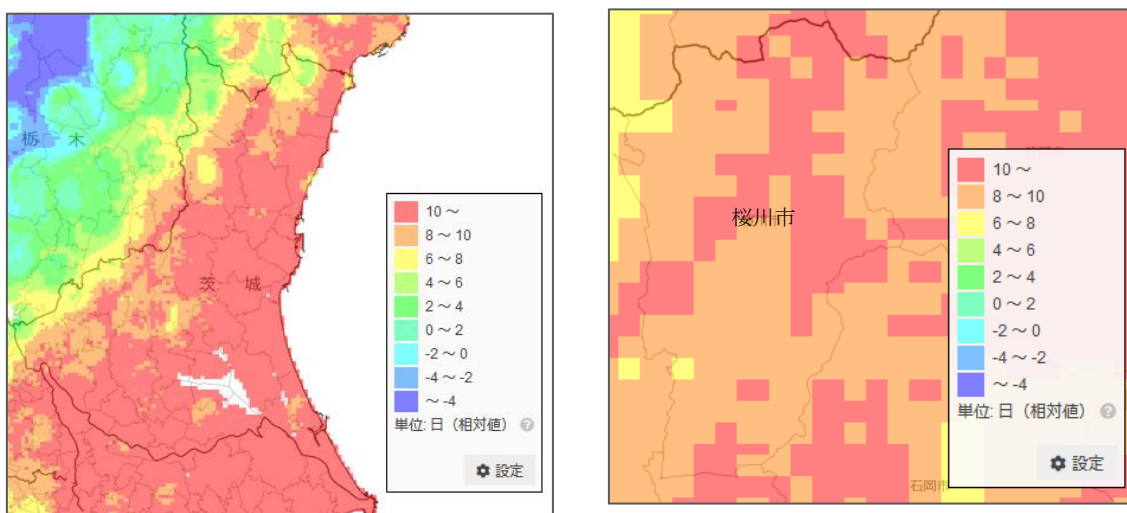 栃 木
茨 城
10 ～
8 ～ 10
6 ～ 8
4 ～ 6
2 ～ 4
0 ～ 2
-2 ～ 0
-4 ～ -2
～ -4
単位: 日（相対値）
設定
桜川市
10 ～
8 ～ 10
6 ～ 8
4 ～ 6
2 ～ 4
0 ～ 2
-2 ～ 0
-4 ～ -2
～ -4
単位: 日（相対値）
設定
石岡市